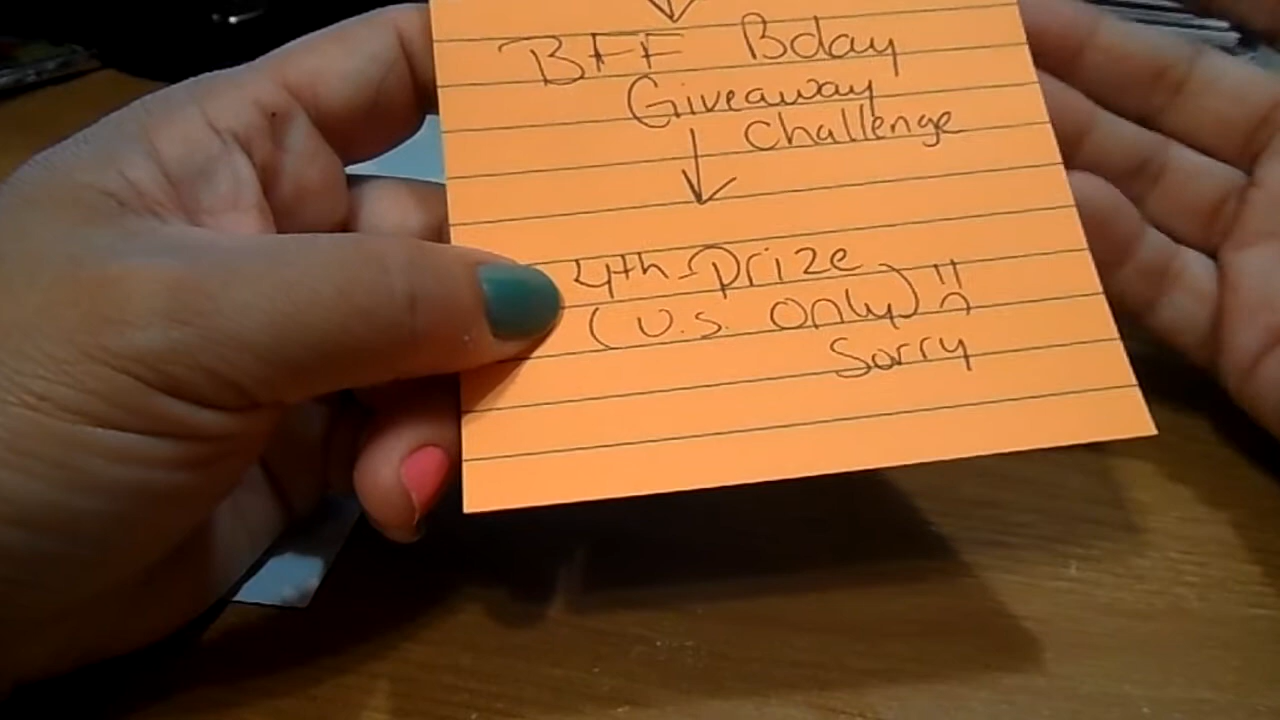 BFF Bday
Giveaway
Challenge
4th Prize
(U.S. Only)
Sorry